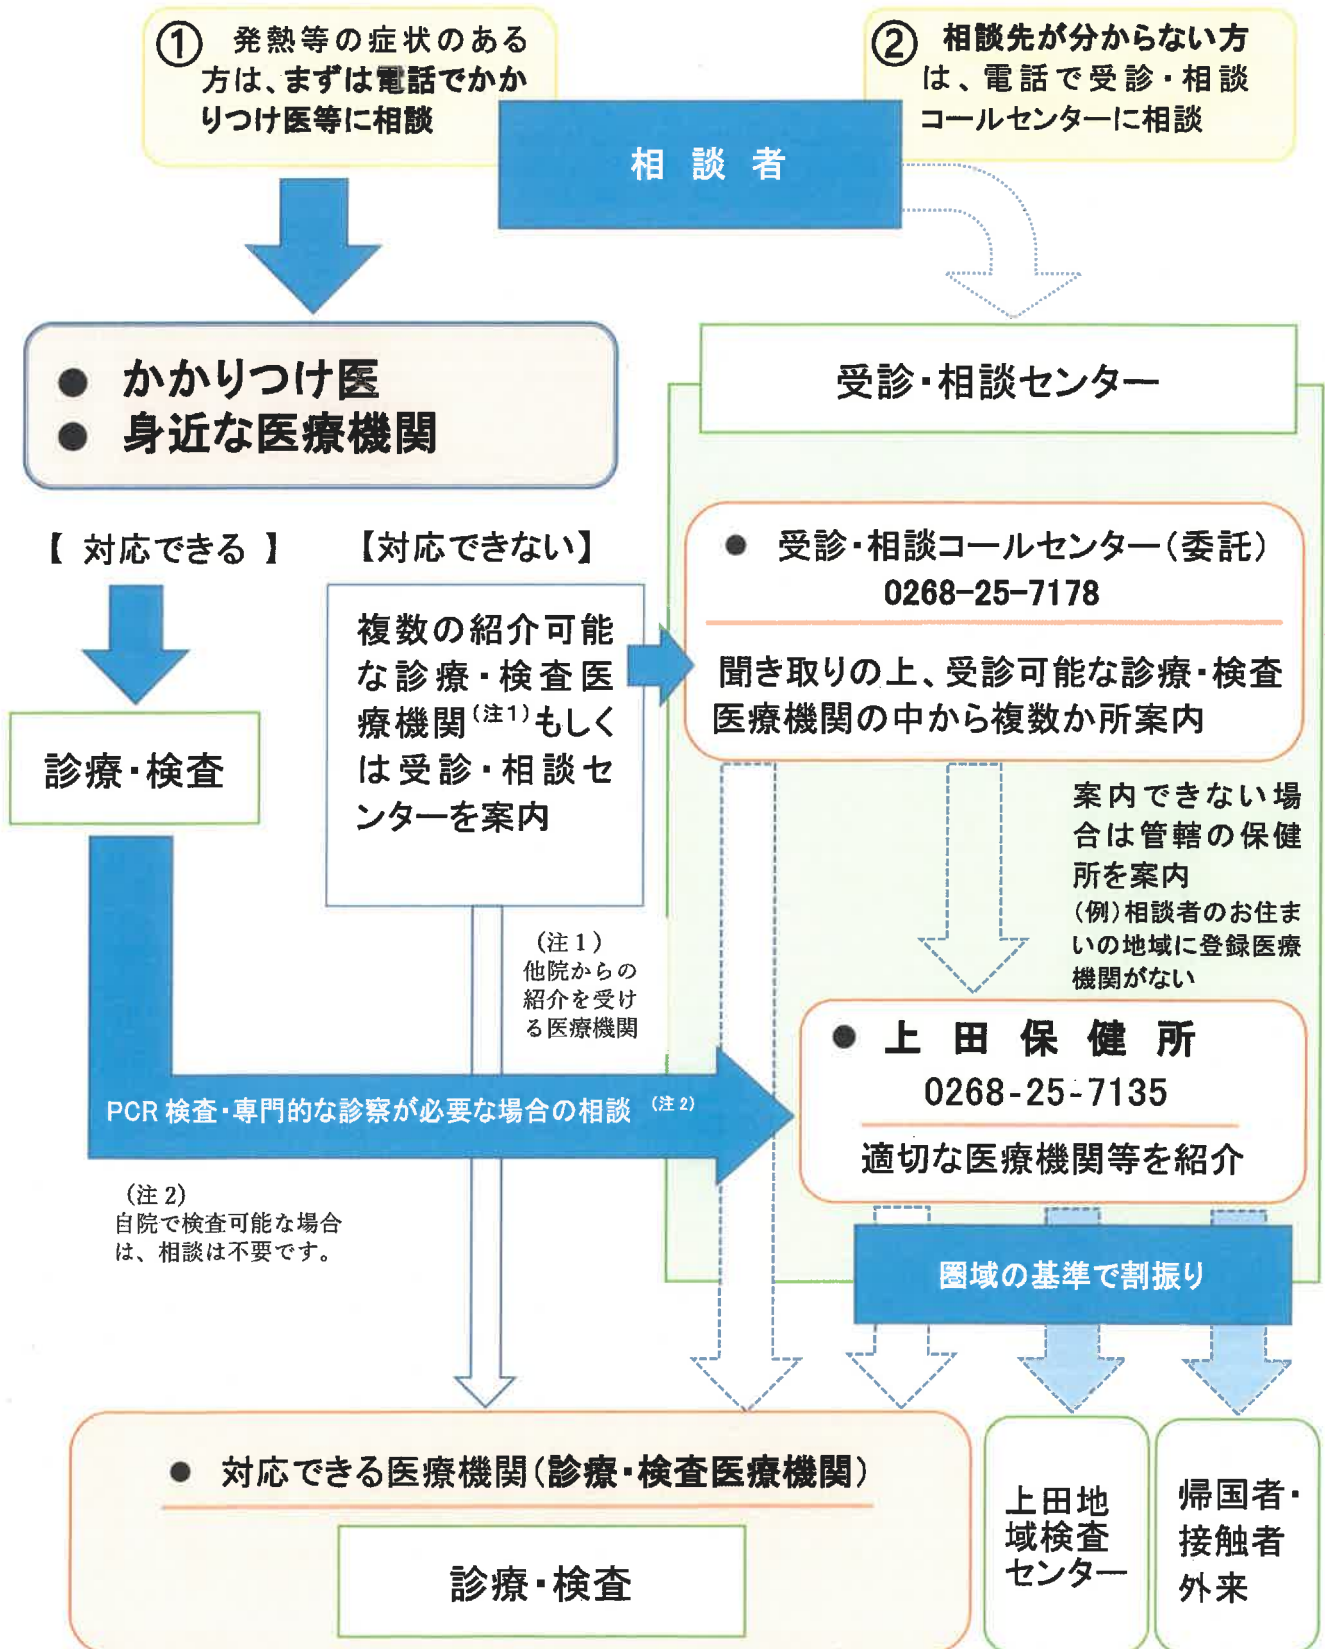 ① 発熱等の症状のある
方は、まずは電話でかか
りつけ医等に相談
② 相談先が分からない方
は、電話で受診・相談
コールセンターに相談
相 談 者
● かかりつけ医
● 身近な医療機関
受診・相談センター
【 対応できる 】
【対応できない】
● 受診・相談コールセンター(委託)
0268-25-7178
聞き取りの上、受診可能な診療・検査
医療機関の中から複数か所案内
複数の紹介可能
な診療・検査医
療機関(注1)もしく
は受診・相談セ
ンターを案内
診療・検査
案内できない場
合は管轄の保健
所を案内
(例)相談者のお住ま
いの地域に登録医療
機関がない
(注1)
他院からの
紹介を受け
る医療機関
● 上 田 保 健 所
0268-25-7135
適切な医療機関等を紹介
PCR 検査・専門的な診察が必要な場合の相談 (注2)
(注2)
自院で検査可能な場合
は、相談は不要です。
圏域の基準で割振り
● 対応できる医療機関(診療・検査医療機関)
診療・検査
上田地
域検査
センター
帰国者・
接触者
外来